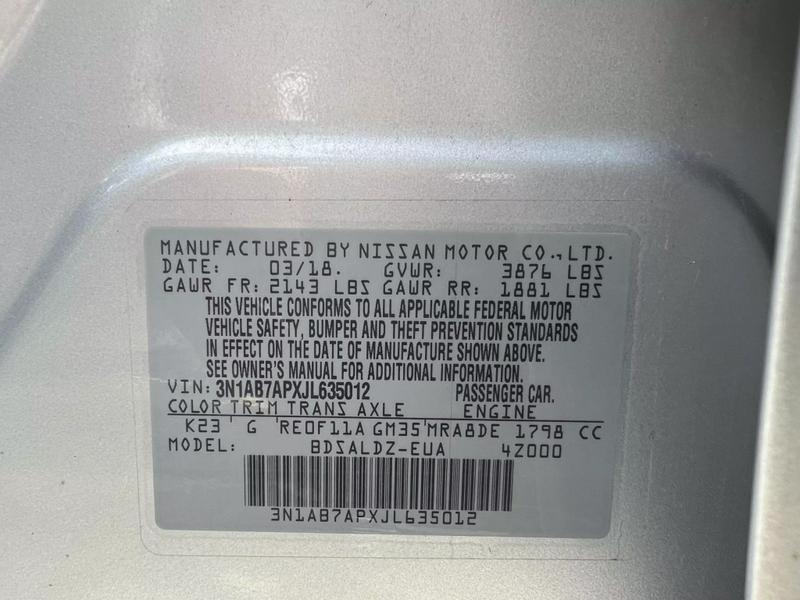 MANUFACTURED BY NISSAN MOTOR CO.,LTD.
DATE: 03/18. GVWR: 3876 LBS
GAWR FR: 2143 LBS GAWR RR: 1881 LBS
THIS VEHICLE CONFORMS TO ALL APPLICABLE FEDERAL MOTOR
VEHICLE SAFETY, BUMPER AND THEFT PREVENTION STANDARDS
IN EFFECT ON THE DATE OF MANUFACTURE SHOWN ABOVE.
SEE OWNER'S MANUAL FOR ADDITIONAL INFORMATION.
VIN: 3N1AB7APXJL635012 PASSENGER CAR.
COLOR TRIM TRANS AXLE ENGINE
K23 G RE0F11A GM35 MRA8DE 1798 CC
MODEL: BDSALDZ-EUA 4Z000
3N1AB7APXJL635012